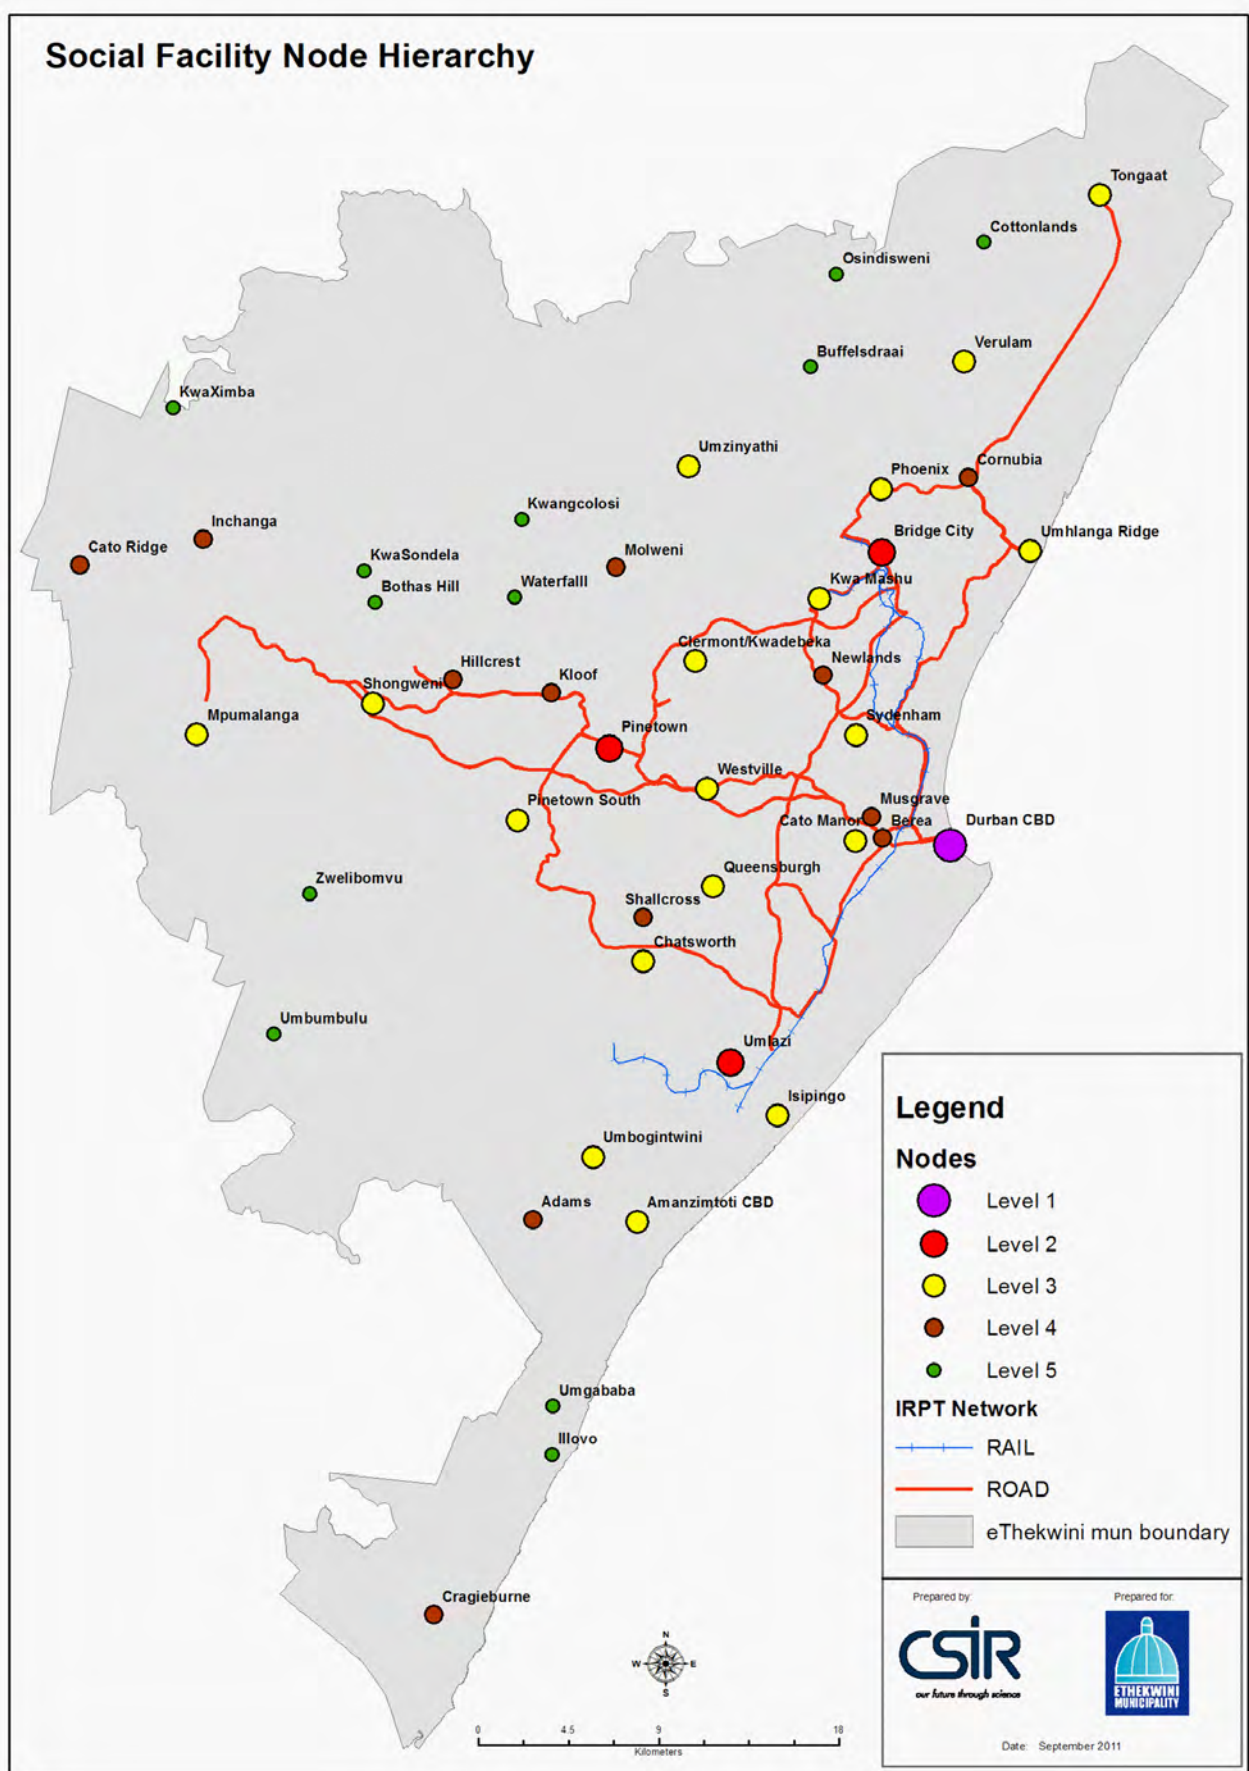 Social Facility Node Hierarchy
Tongaat
Cottonlands
Osindisweni
Verulam
Buffelsdraai
KwaXimba
Umzinyathi
Cornubia
Phoenix
Kwangcolosi
Inchanga
Bridge City
Umhlanga Ridge
Cato Ridge
KwaSondela
Molweni
Bothas Hill
Waterfalll
Kwa Mashu
Clermont/Kwadebeka
Newlands
Hillcrest
Kloof
Shongweni
Mpumalanga
Pinetown
Sydenham
Westville
Pinetown South
Musgrave
Cato Manor
Berea
Durban CBD
Queensburgh
Zwelibomvu
Shallcross
Chatsworth
Umbumbulu
Umlazi
Isipingo
Umbogintwini
Adams
Amanzimtoti CBD
Umgababa
Illovo
Cragieburne
Legend
Nodes
Level 1
Level 2
Level 3
Level 4
Level 5
IRPT Network
RAIL
ROAD
eThekwini mun boundary
Prepared by:
Prepared for:
CSIR
our future through science
ETHEKWINI
MUNICIPALITY
Date: September 2011
N
W E
S
0 4.5 9 18
Kilometers